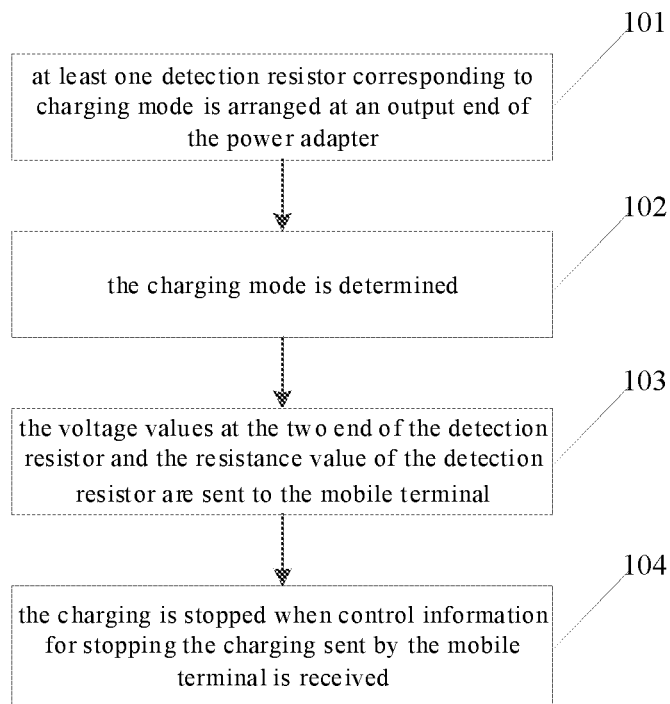 101
at least one detection resistor corresponding to
charging mode is arranged at an output end of
the power adapter
102
the charging mode is determined
103
the voltage values at the two end of the detection
resistor and the resistance value of the detection
resistor are sent to the mobile terminal
104
the charging is stopped when control information
for stopping the charging sent by the mobile
terminal is received